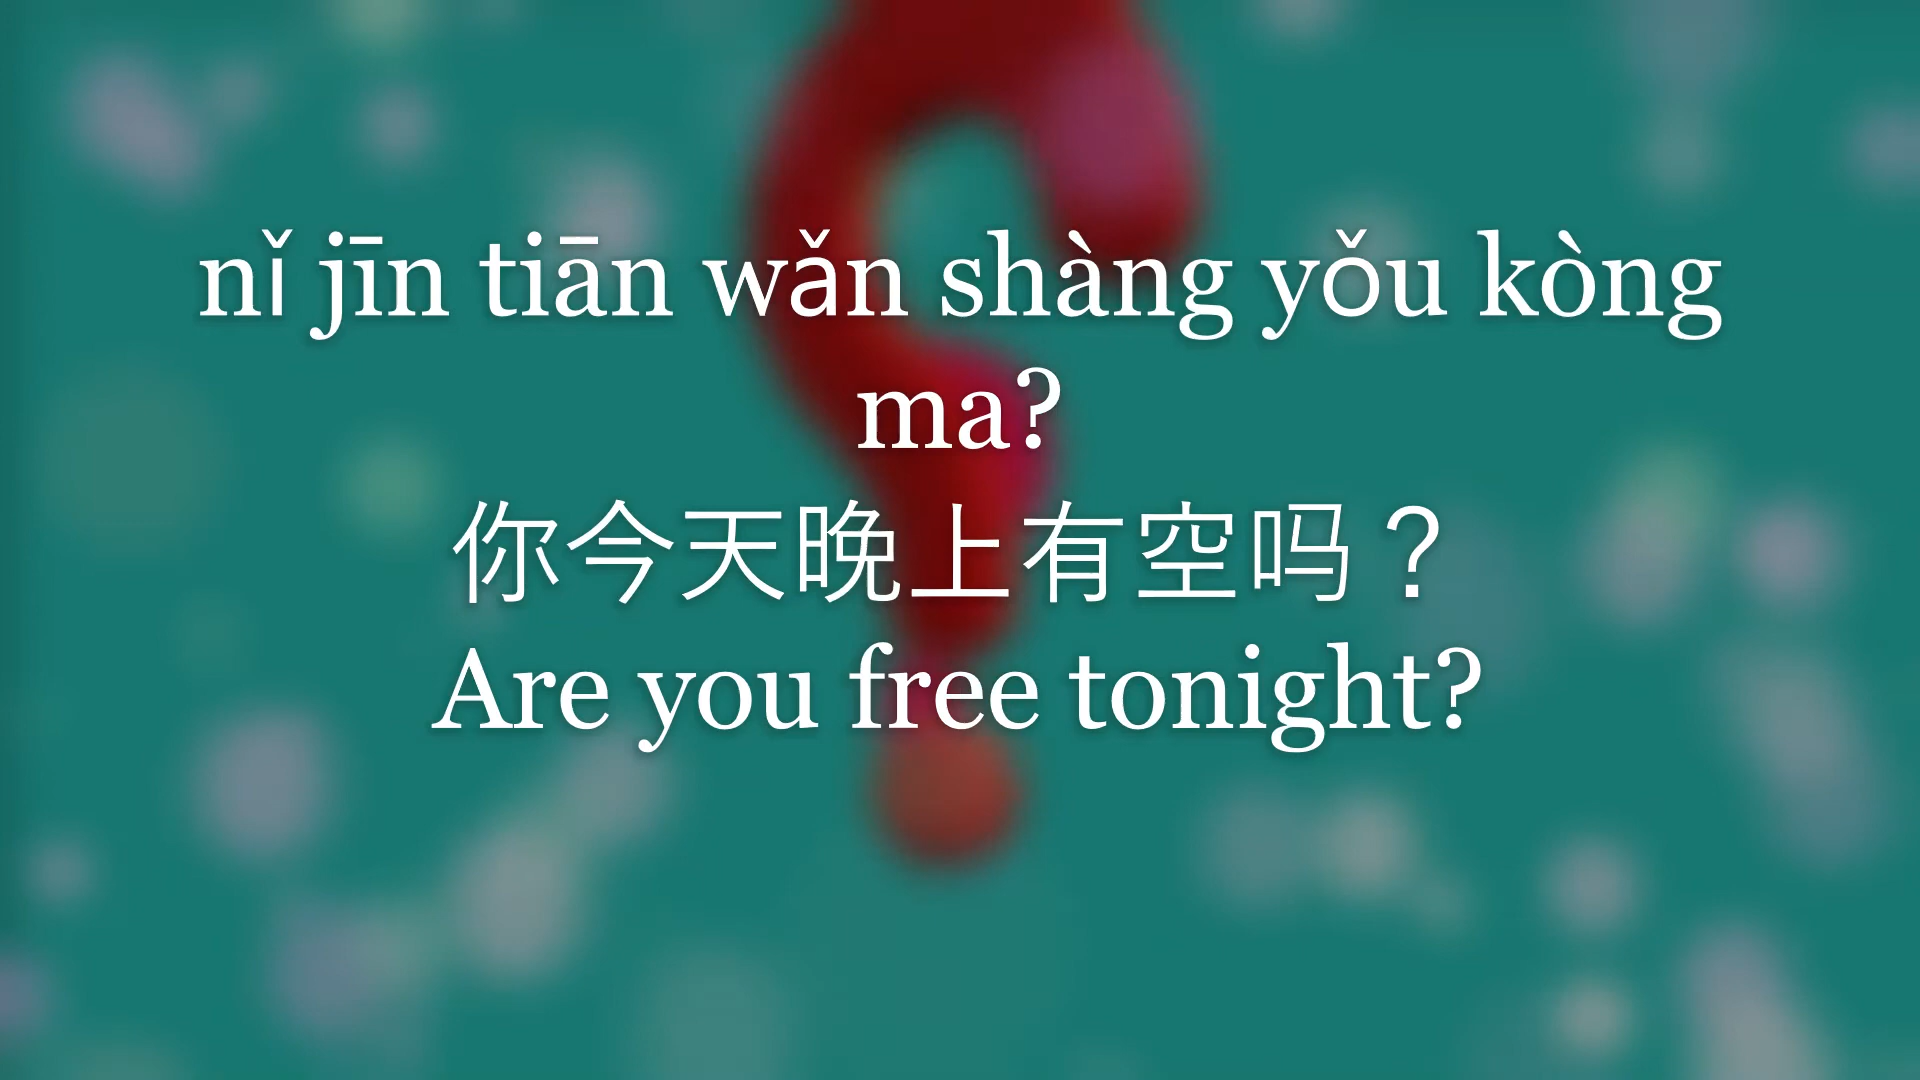 nǐ jīn tiān wǎn shàng yǒu kòng
ma?
你今天晚上有空吗？
Are you free tonight?